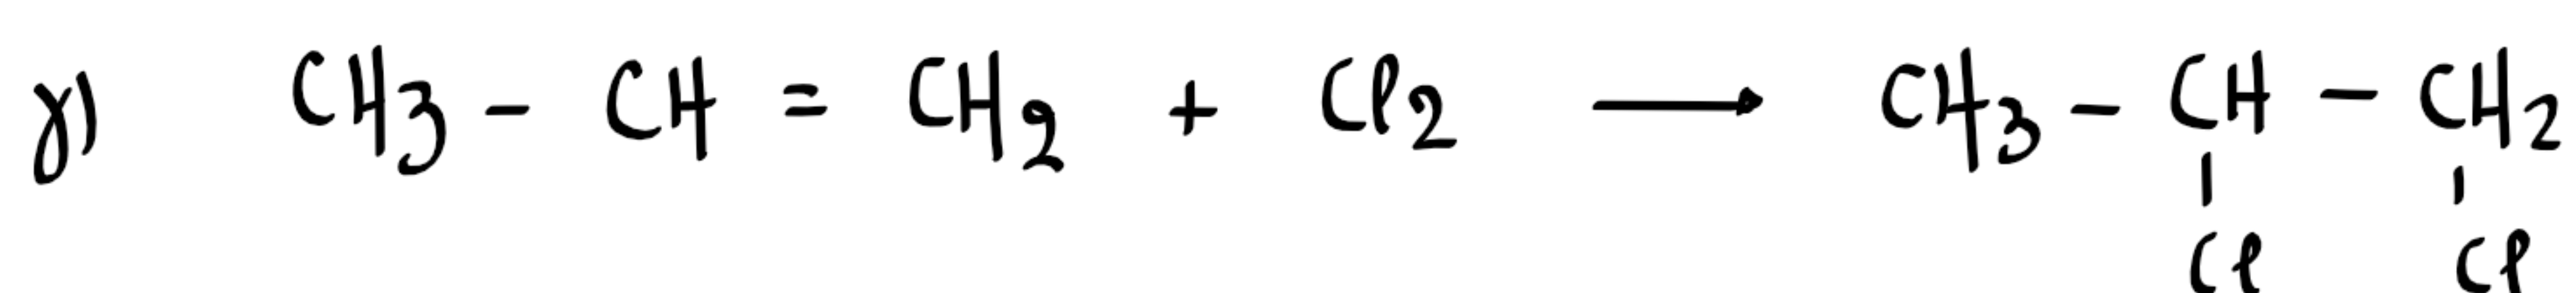 γ) CH3 - CH = CH2 + Cl2 → CH3 - CH - CH2
Cl Cl